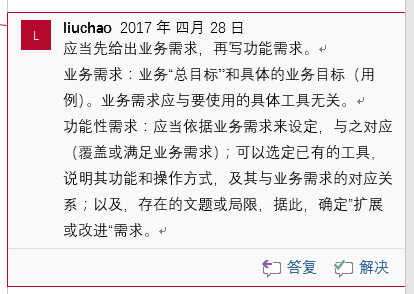 L
liuchao 2017 年 四月 28 日
应当先给出业务需求，再写功能需求。
业务需求：业务“总目标”和具体的业务目标（用
例）。业务需求应与要使用的具体工具无关。
功能性需求：应当依据业务需求来设定，与之对应
（覆盖或满足业务需求）；可以选定已有的工具，
说明其功能和操作方式，及其与业务需求的对应关
系；以及，存在的文题或局限，据此，确定”扩展
或改进“需求。
答复 解决